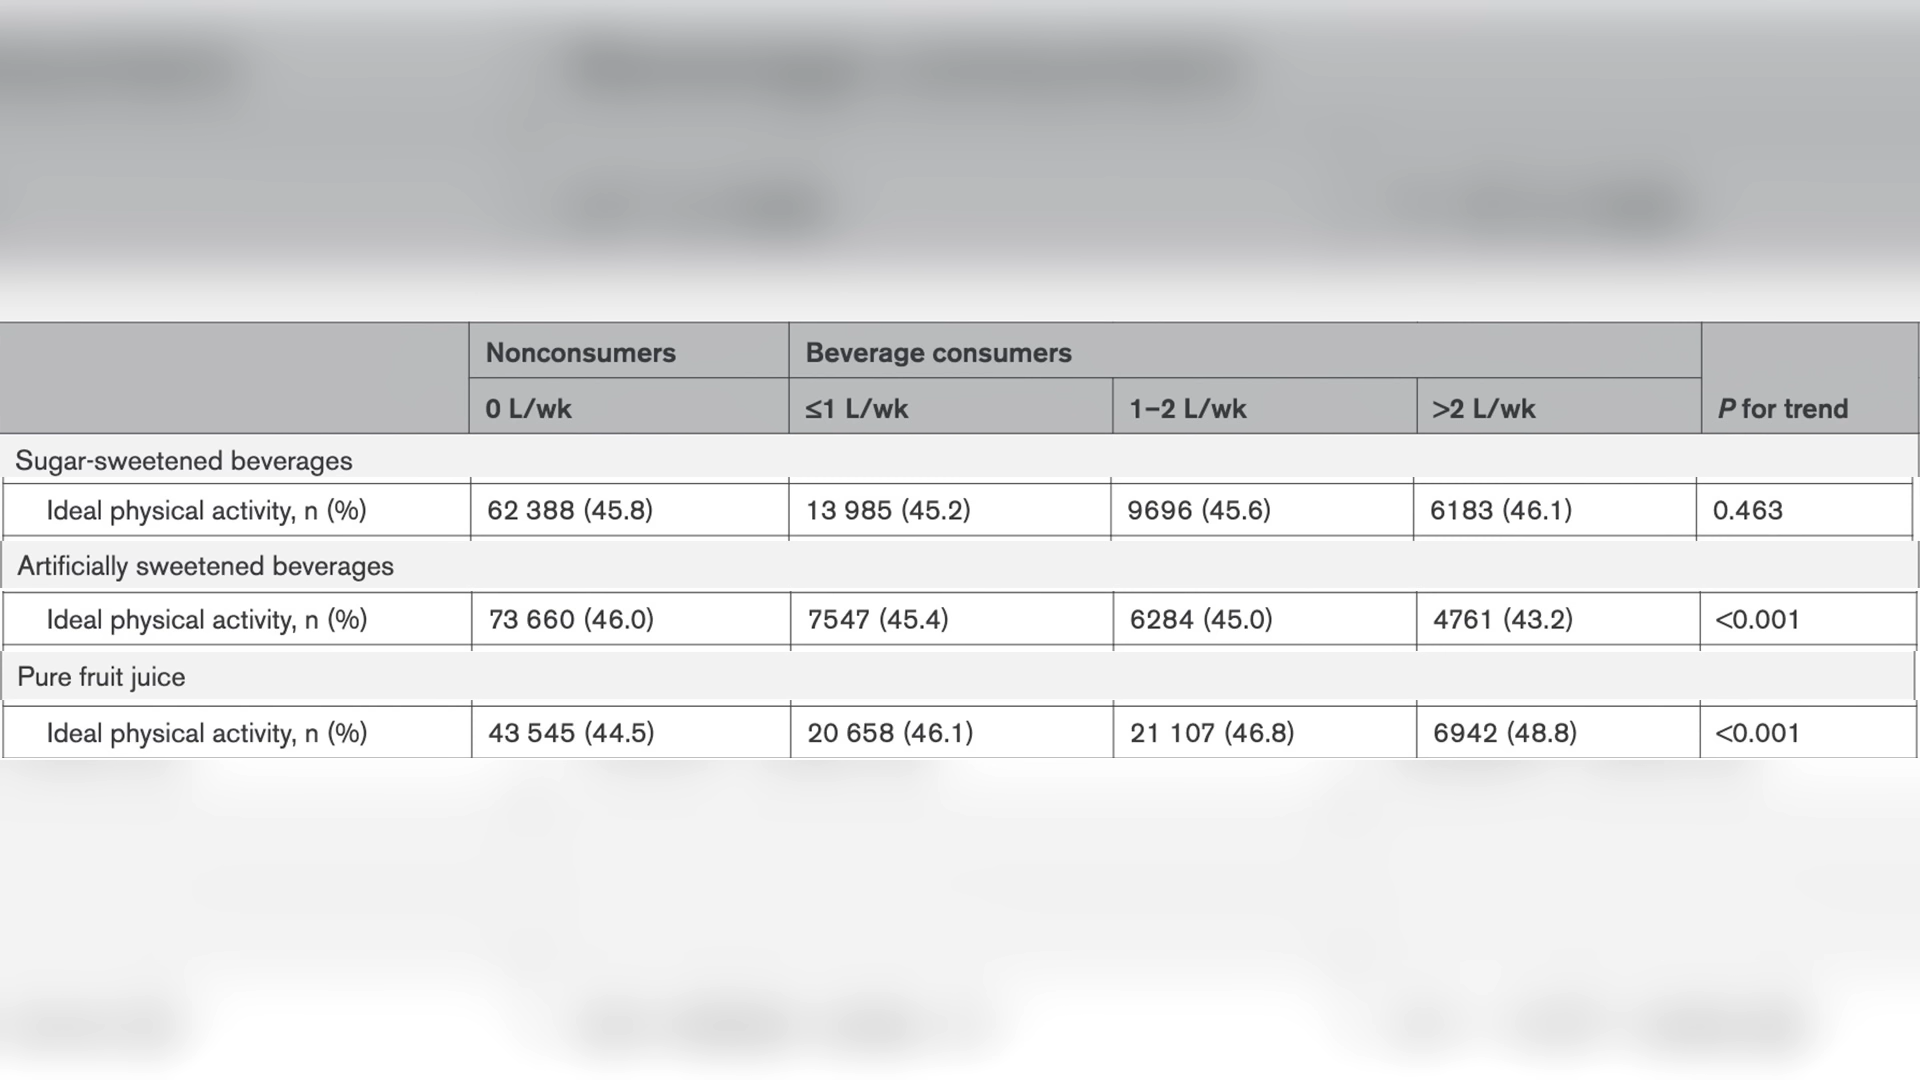 Nonconsumers Beverage consumers
0 L/wk ≤1 L/wk 1–2 L/wk >2 L/wk P for trend
Sugar-sweetened beverages
Ideal physical activity, n (%) 62 388 (45.8) 13 985 (45.2) 9696 (45.6) 6183 (46.1) 0.463
Artificially sweetened beverages
Ideal physical activity, n (%) 73 660 (46.0) 7547 (45.4) 6284 (45.0) 4761 (43.2) <0.001
Pure fruit juice
Ideal physical activity, n (%) 43 545 (44.5) 20 658 (46.1) 21 107 (46.8) 6942 (48.8) <0.001